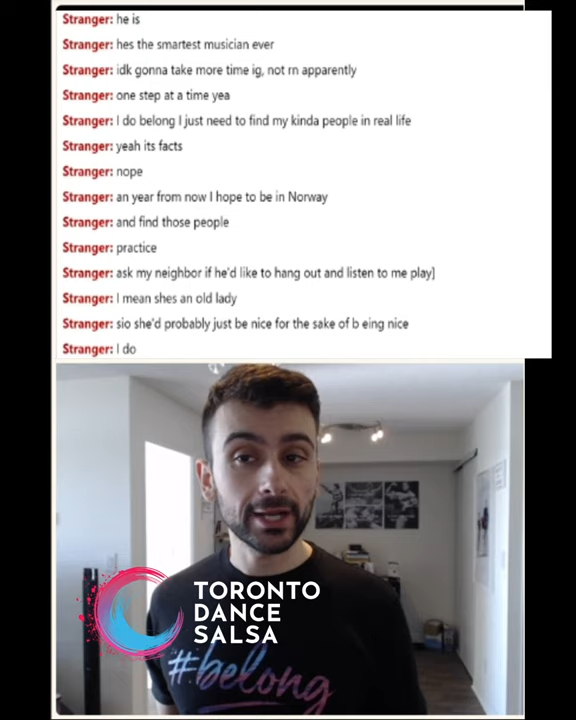 Stranger: he is
Stranger: hes the smartest musician ever
Stranger: idk gonna take more time ig, not rn apparently
Stranger: one step at a time yea
Stranger: I do belong I just need to find my kinda people in real life
Stranger: yeah its facts
Stranger: nope
Stranger: an year from now I hope to be in Norway
Stranger: and find those people
Stranger: practice
Stranger: ask my neighbor if he'd like to hang out and listen to me play]
Stranger: I mean shes an old lady
Stranger: sio she'd probably just be nice for the sake of b eing nice
Stranger: I do
TORONTO
DANCE
SALSA
#belong